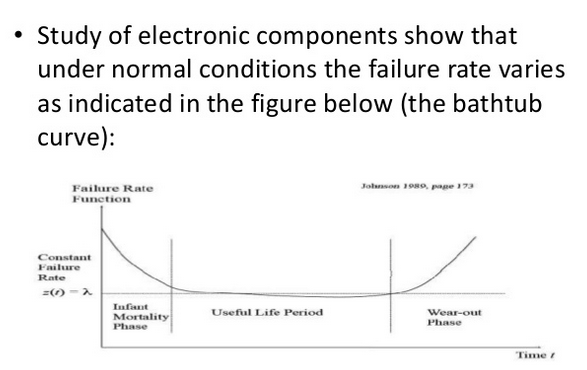 • Study of electronic components show that
under normal conditions the failure rate varies
as indicated in the figure below (the bathtub
curve):
Failure Rate
Function
Johnson 1989, page 173
Constant
Failure
Rate
z(t) = λ
Infant
Mortality
Phase
Useful Life Period
Wear-out
Phase
Time t